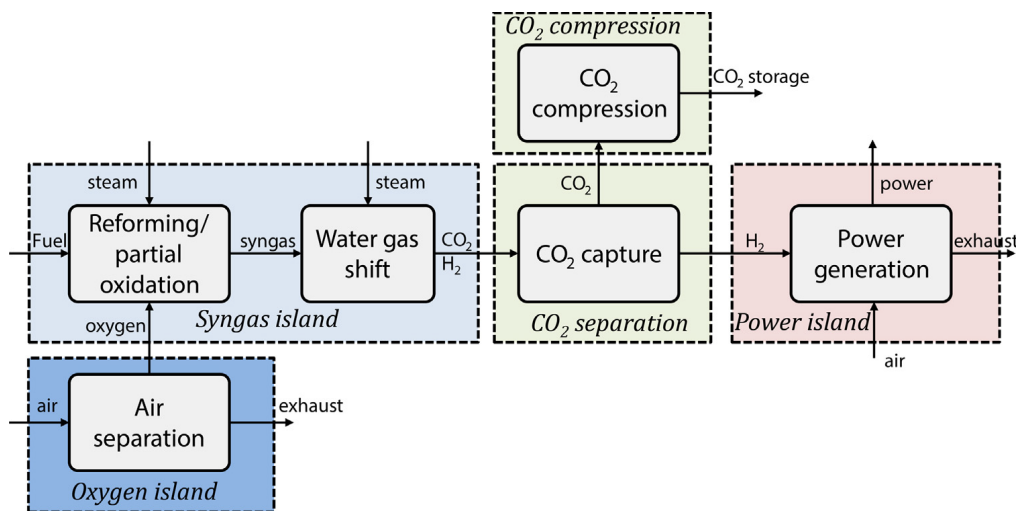 CO₂ compression
CO₂
compression
CO₂ storage
steam
steam
CO₂
power
Fuel
Reforming/
partial
oxidation
syngas
Water gas
shift
CO₂
H₂
CO₂ capture
H₂
Power
generation
exhaust
oxygen
Syngas island
CO₂ separation
Power island
air
air
Air
separation
exhaust
Oxygen island